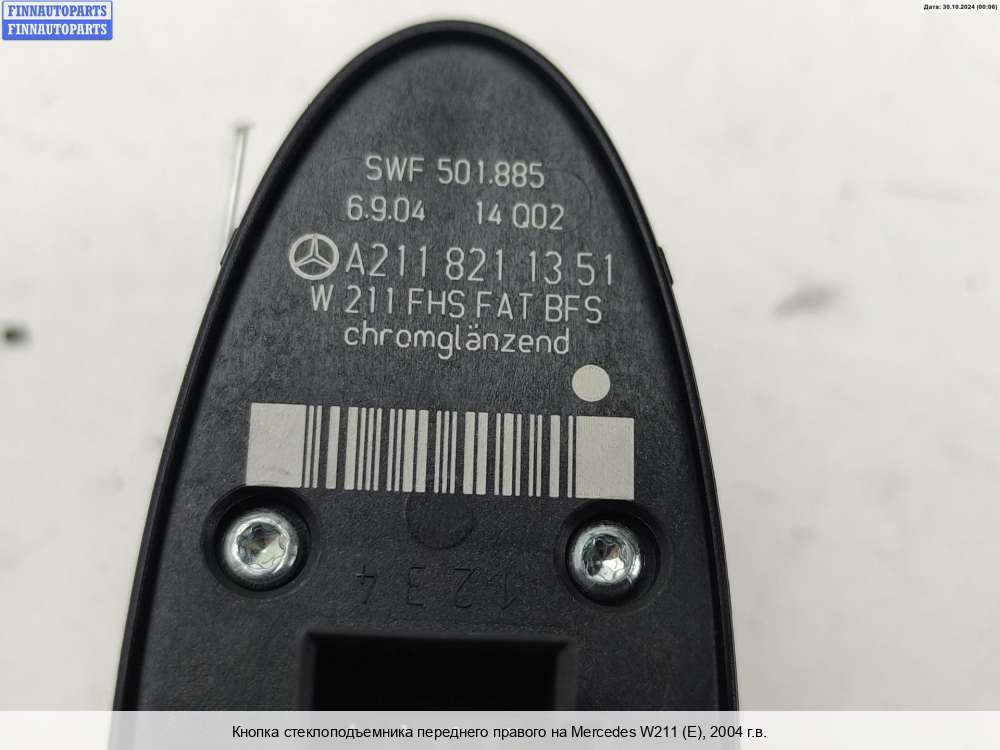 FINNAUTOPARTS
FINNAUTOPARTS
Дата: 30.10.2024 (00:06)
SWF 501.885
6.9.04 14 Q02
A211 821 13 51
W 211 FHS FAT BFS
chromglänzend
1 2 3 4
Кнопка стеклоподъемника переднего правого на Mercedes W211 (E), 2004 г.в.